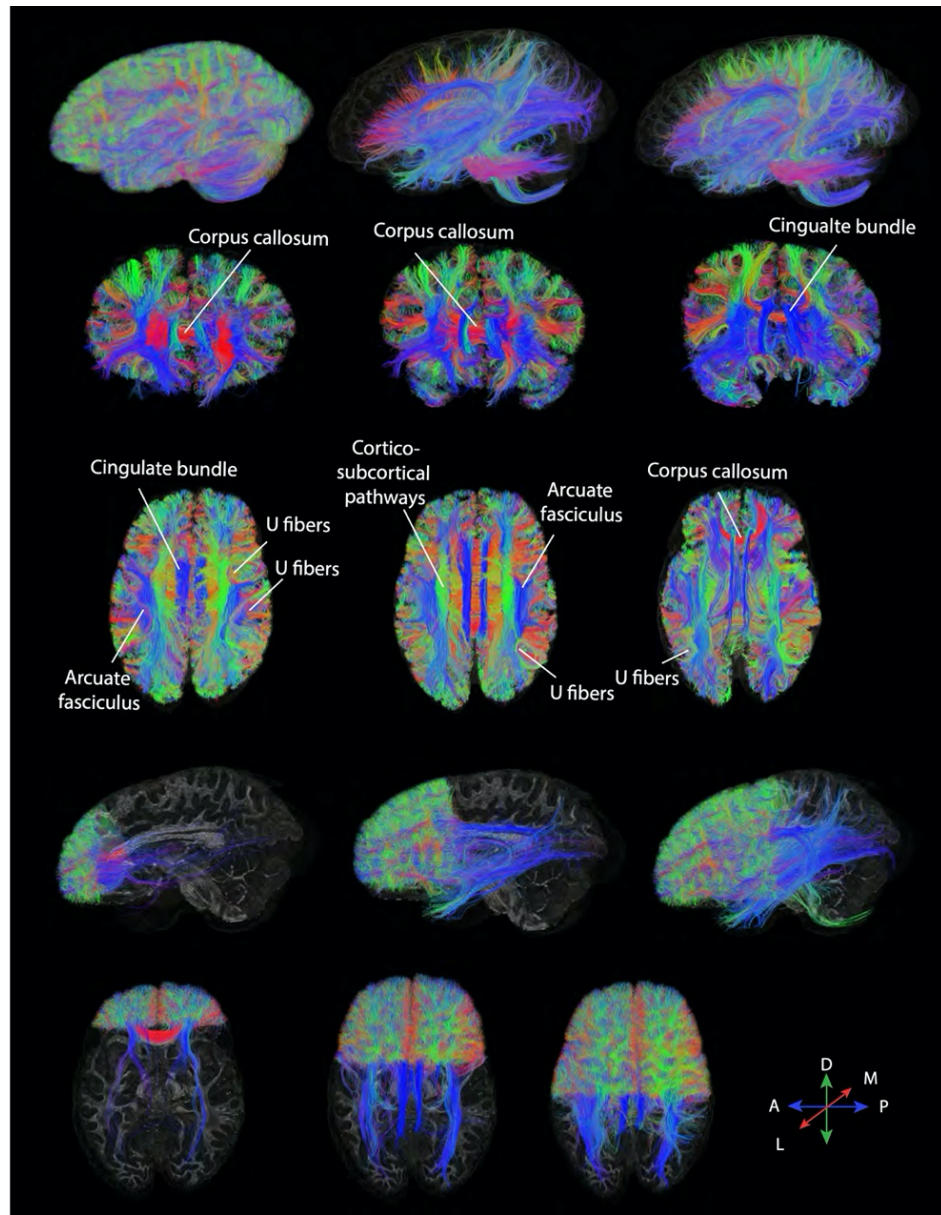 Corpus callosum
Corpus callosum
Cingualte bundle
Cingulate bundle
U fibers
U fibers
Arcuate
fasciculus
Cortico-
subcortical
pathways
Arcuate
fasciculus
U fibers
Corpus callosum
U fibers
D
M
A
P
L